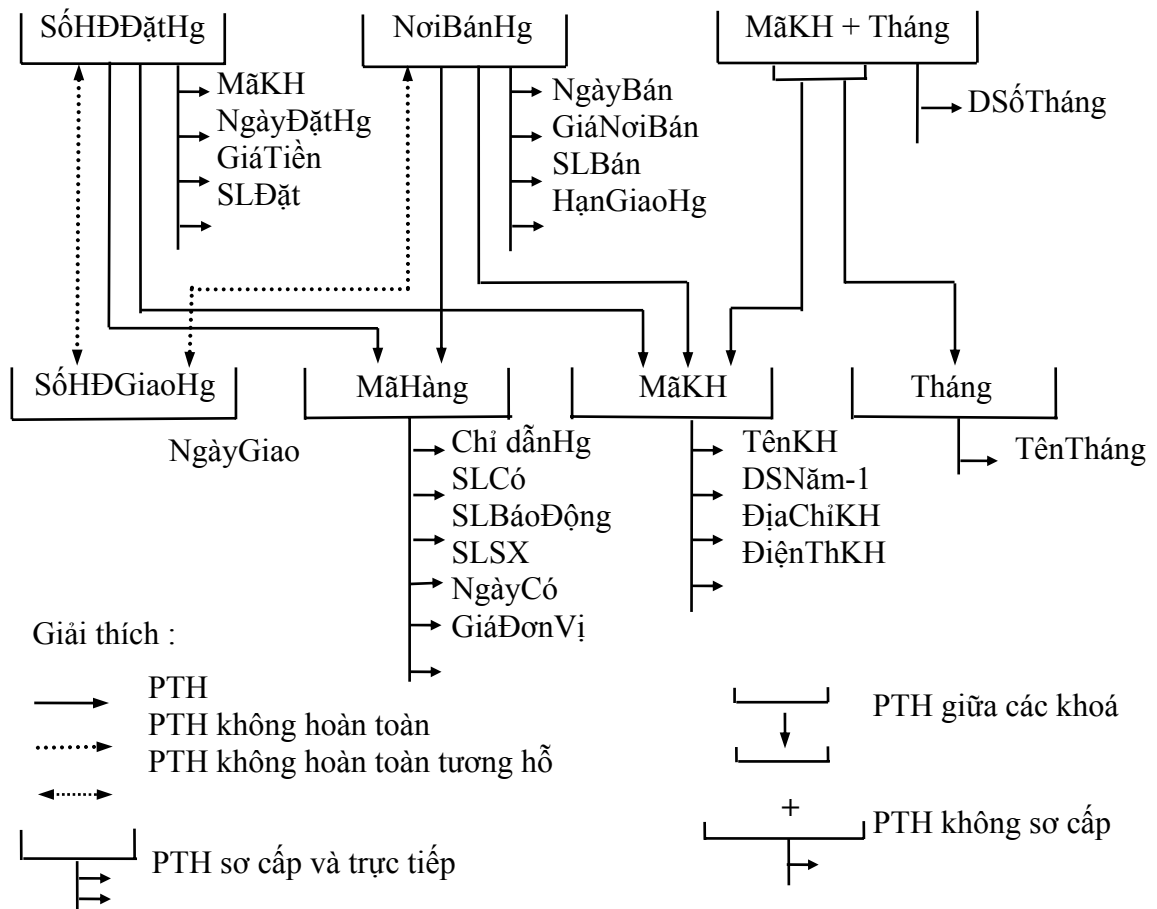 SốHĐĐặtHg
NơiBánHg
MãKH + Tháng
MãKH
NgàyĐặtHg
GiáTiền
SLĐặt
NgàyBán
GiáNơiBán
SLBán
HạnGiaoHg
DSốTháng
SốHĐGiaoHg
MãHàng
MãKH
Tháng
NgàyGiao
Chỉ dẫnHg
SLCó
SLBáoĐộng
SLSX
NgàyCó
GiáĐơnVị
TênKH
DSNăm-1
ĐịaChỉKH
ĐiệnThKH
TênTháng
Giải thích :
PTH
PTH không hoàn toàn
PTH không hoàn toàn tương hỗ
PTH sơ cấp và trực tiếp
PTH giữa các khoá
+
PTH không sơ cấp